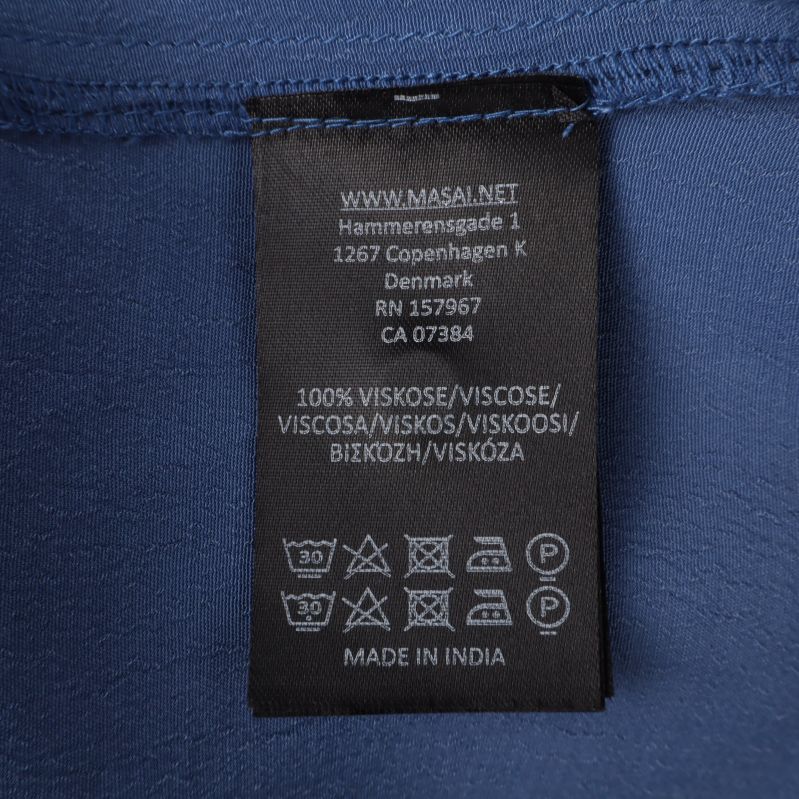 WWW.MASAI.NET
Hammerensgade 1
1267 Copenhagen K
Denmark
RN 157967
CA 07384
100% VISKOSE/VISCOSE/
VISCOSA/VISKOS/VISKOOSI/
ΒΙΣΚΌΖΗ/VISKÓZA
30 P
30 P
MADE IN INDIA